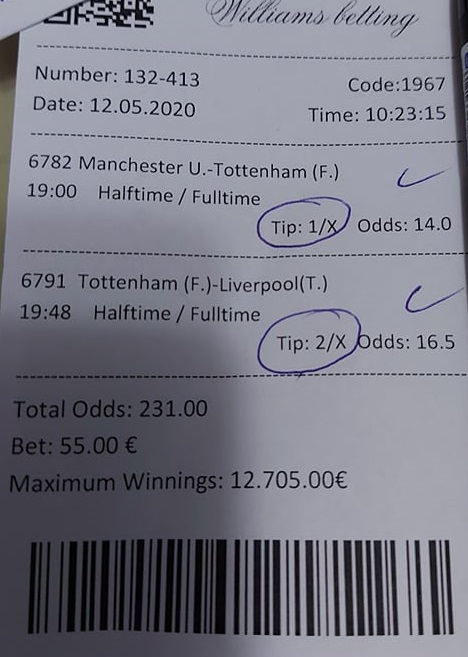 Williams betting
Number: 132-413 Code:1967
Date: 12.05.2020 Time: 10:23:15
6782 Manchester U.-Tottenham (F.)
19:00 Halftime / Fulltime
Tip: 1/X Odds: 14.0
6791 Tottenham (F.)-Liverpool(T.)
19:48 Halftime / Fulltime
Tip: 2/X Odds: 16.5
Total Odds: 231.00
Bet: 55.00 €
Maximum Winnings: 12.705.00€